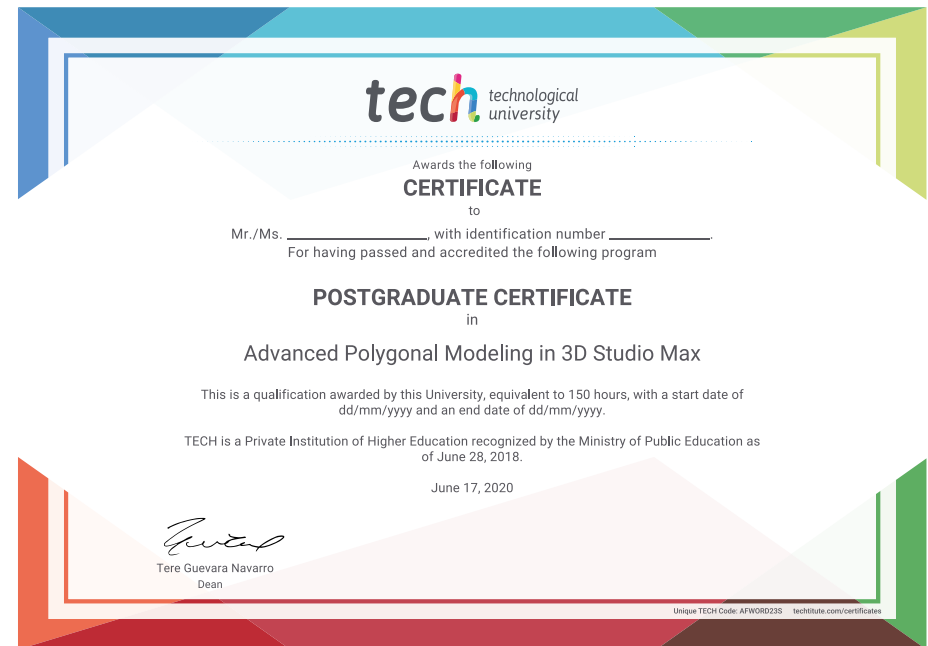 tech technological
university
Awards the following
CERTIFICATE
to
Mr./Ms. ____________________, with identification number ______________.
For having passed and accredited the following program
POSTGRADUATE CERTIFICATE
in
Advanced Polygonal Modeling in 3D Studio Max
This is a qualification awarded by this University, equivalent to 150 hours, with a start date of
dd/mm/yyyy and an end date of dd/mm/yyyy.
TECH is a Private Institution of Higher Education recognized by the Ministry of Public Education as
of June 28, 2018.
June 17, 2020
Tere Guevara Navarro
Dean
Unique TECH Code: AFWORD23S techtitute.com/certificates